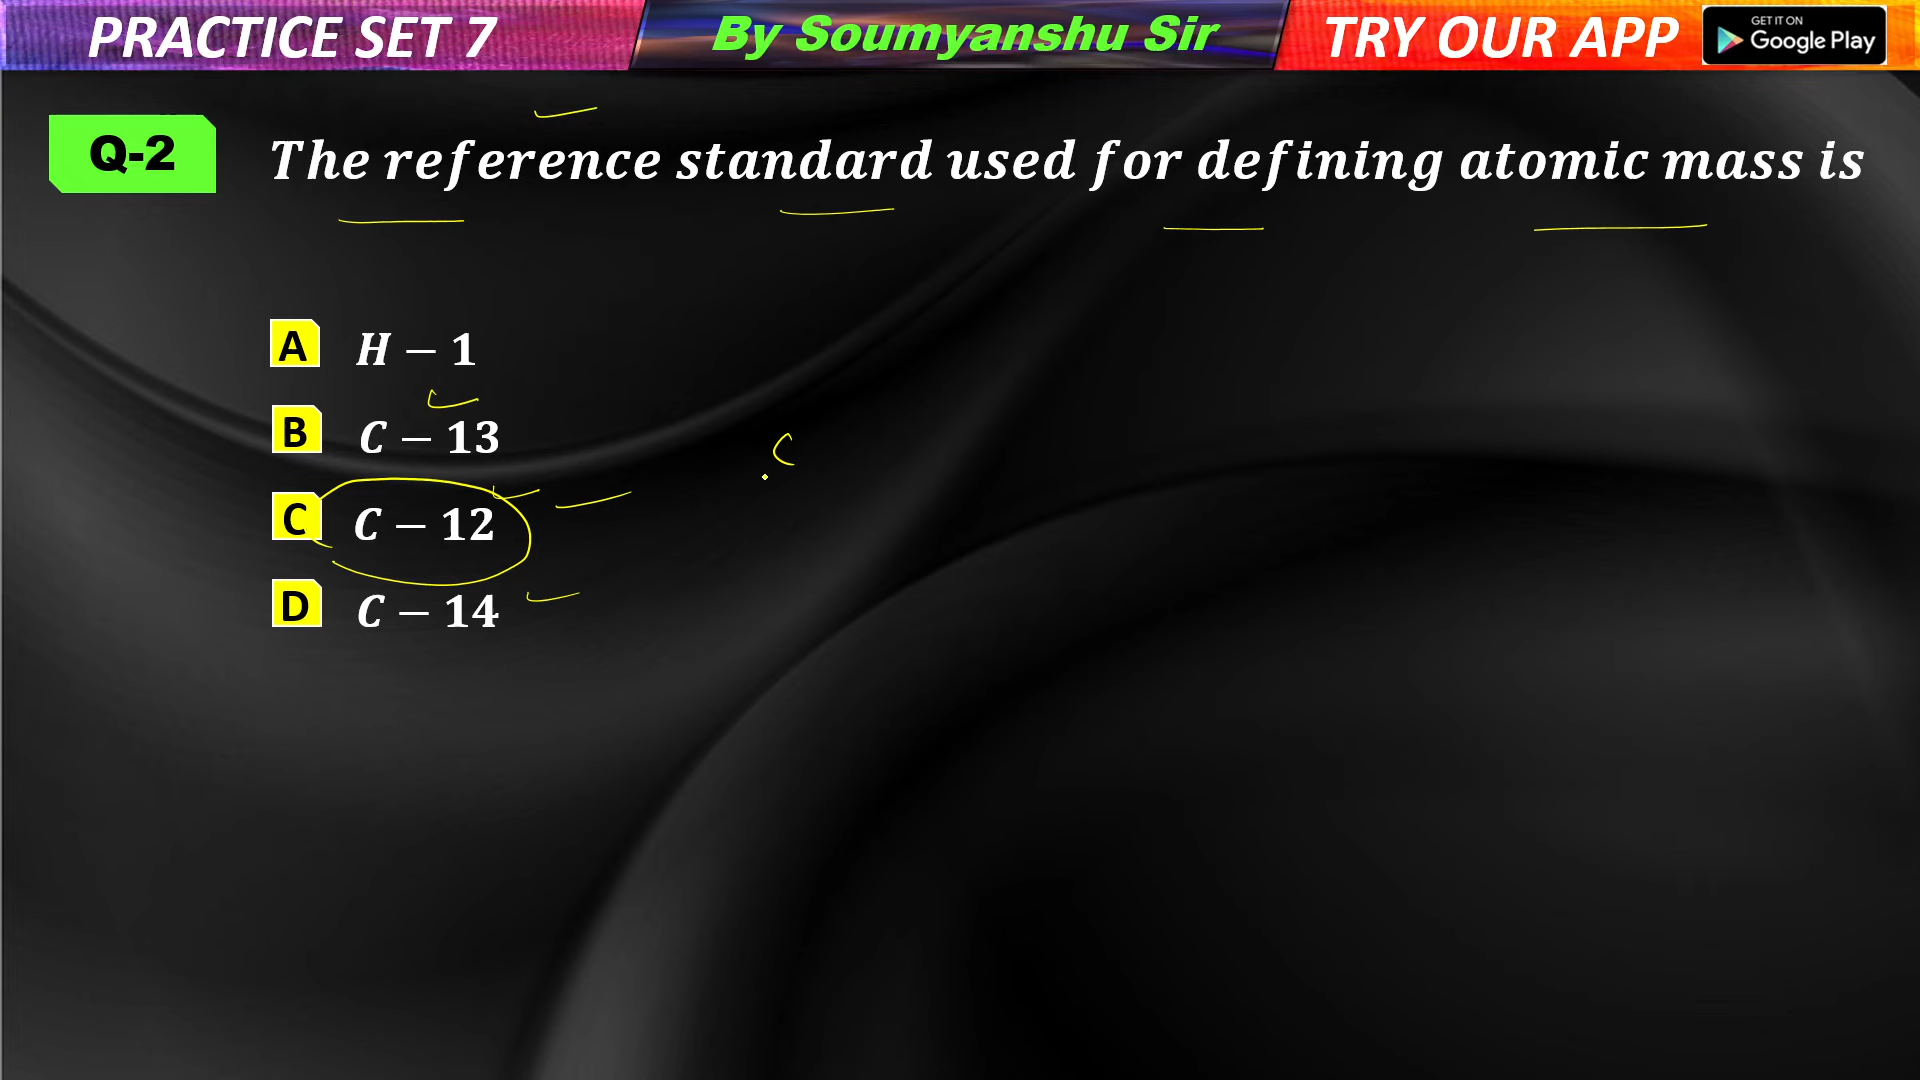 PRACTICE SET 7
By Soumyanshu Sir
TRY OUR APP
GET IT ON
Google Play
Q-2
The reference standard used for defining atomic mass is
A H − 1
B C − 13
C C − 12
D C − 14
C